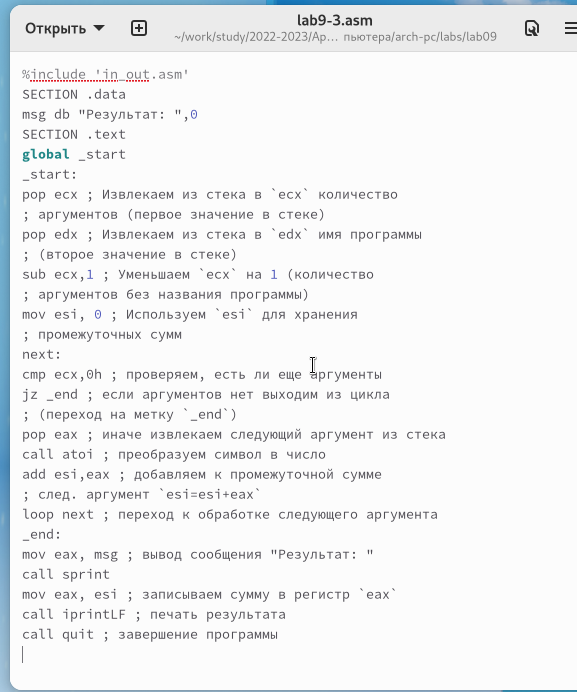 Открыть
lab9-3.asm
~/work/study/2022-2023/Ар... пьютера/arch-pc/labs/lab09
%include 'in_out.asm'
SECTION .data
msg db "Результат: ",0
SECTION .text
global _start
_start:
pop ecx ; Извлекаем из стека в `ecx` количество
; аргументов (первое значение в стеке)
pop edx ; Извлекаем из стека в `edx` имя программы
; (второе значение в стеке)
sub ecx,1 ; Уменьшаем `ecx` на 1 (количество
; аргументов без названия программы)
mov esi, 0 ; Используем `esi` для хранения
; промежуточных сумм
next:
cmp ecx,0h ; проверяем, есть ли еще аргументы
jz _end ; если аргументов нет выходим из цикла
; (переход на метку `_end`)
pop eax ; иначе извлекаем следующий аргумент из стека
call atoi ; преобразуем символ в число
add esi,eax ; добавляем к промежуточной сумме
; след. аргумент `esi=esi+eax`
loop next ; переход к обработке следующего аргумента
_end:
mov eax, msg ; вывод сообщения "Результат: "
call sprint
mov eax, esi ; записываем сумму в регистр `eax`
call iprintLF ; печать результата
call quit ; завершение программы